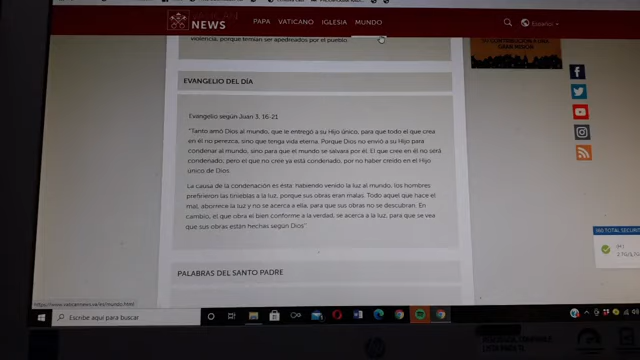 NEWS
PAPA VATICANO IGLESIA MUNDO
Español
violencia, porque temían ser apedreados por el pueblo.
EVANGELIO DEL DÍA
Evangelio según Juan 3, 16-21
"Tanto amó Dios al mundo, que le entregó a su Hijo único, para que todo el que crea
en él no perezca, sino que tenga vida eterna. Porque Dios no envió a su Hijo para
condenar al mundo, sino para que el mundo se salvara por él. El que cree en él no será
condenado; pero el que no cree ya está condenado, por no haber creído en el Hijo
único de Dios.
La causa de la condenación es ésta: habiendo venido la luz al mundo, los hombres
prefirieron las tinieblas a la luz, porque sus obras eran malas. Todo aquel que hace el
mal, aborrece la luz y no se acerca a ella, para que sus obras no se descubran. En
cambio, el que obra el bien conforme a la verdad, se acerca a la luz, para que se vea
que sus obras están hechas según Dios"
PALABRAS DEL SANTO PADRE
360 TOTAL SECURIT
https://www.vaticannews.va/es/mundo.html
Escribe aquí para buscar
hp